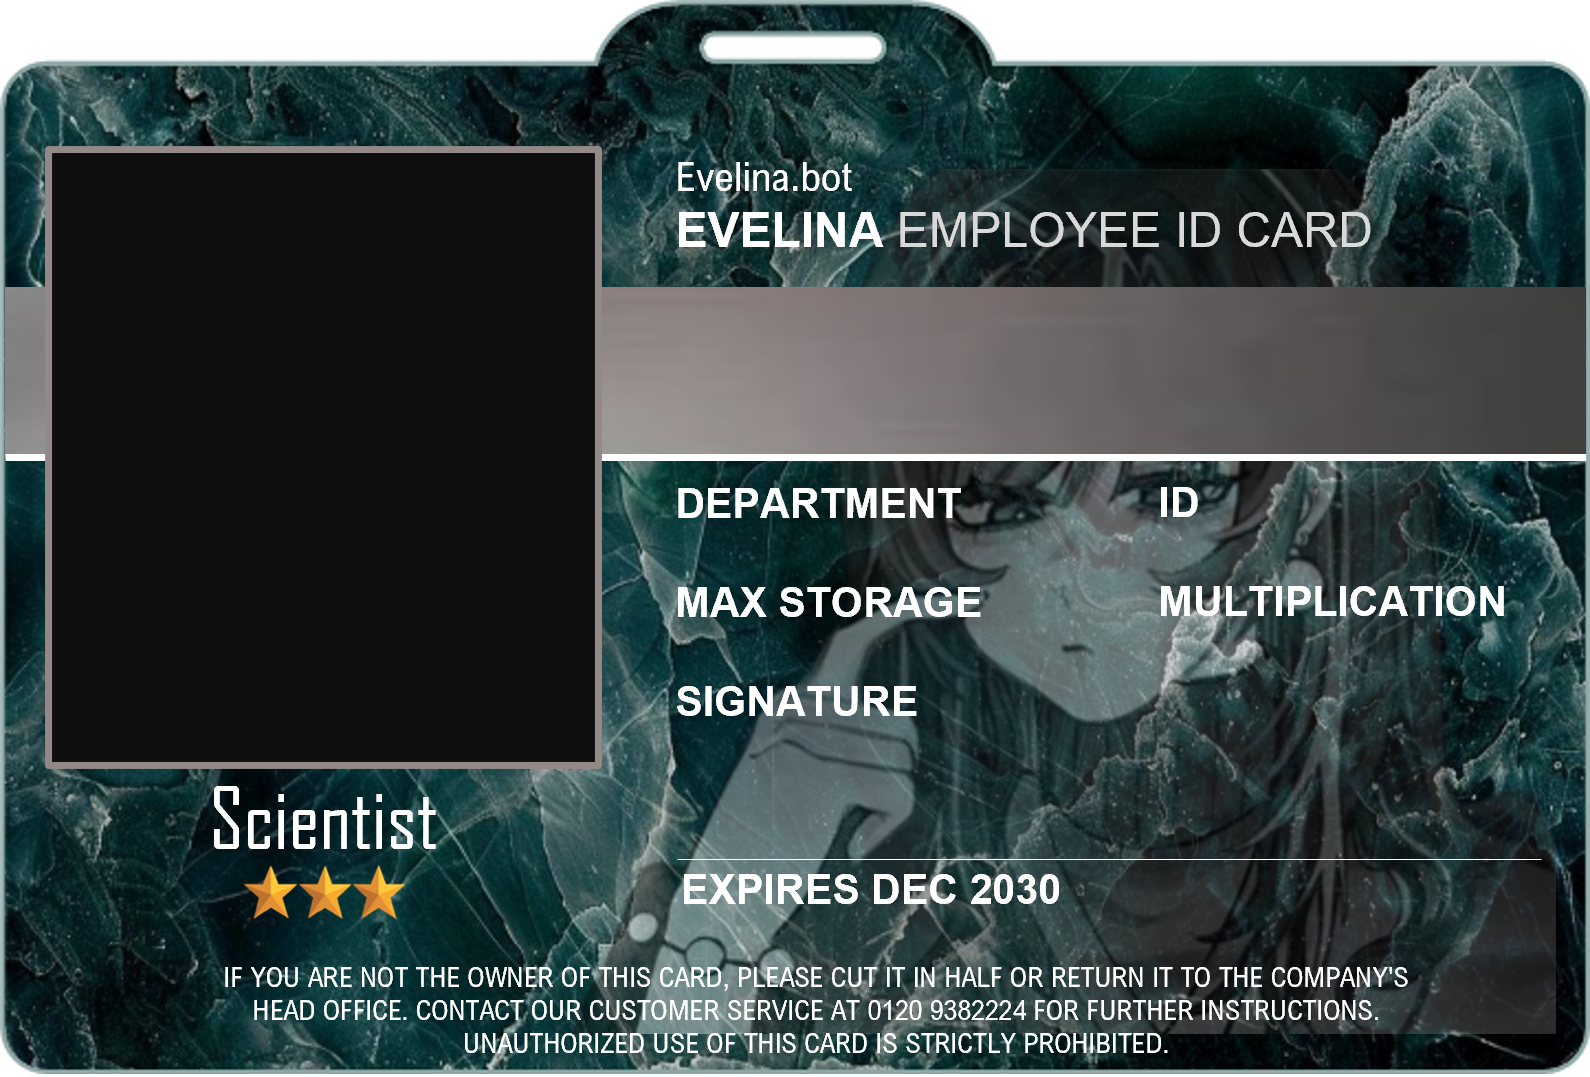 Evelina.bot
EVELINA EMPLOYEE ID CARD
DEPARTMENT ID
MAX STORAGE MULTIPLICATION
SIGNATURE
Scientist
EXPIRES DEC 2030
IF YOU ARE NOT THE OWNER OF THIS CARD, PLEASE CUT IT IN HALF OR RETURN IT TO THE COMPANY'S
HEAD OFFICE. CONTACT OUR CUSTOMER SERVICE AT 0120 9382224 FOR FURTHER INSTRUCTIONS.
UNAUTHORIZED USE OF THIS CARD IS STRICTLY PROHIBITED.